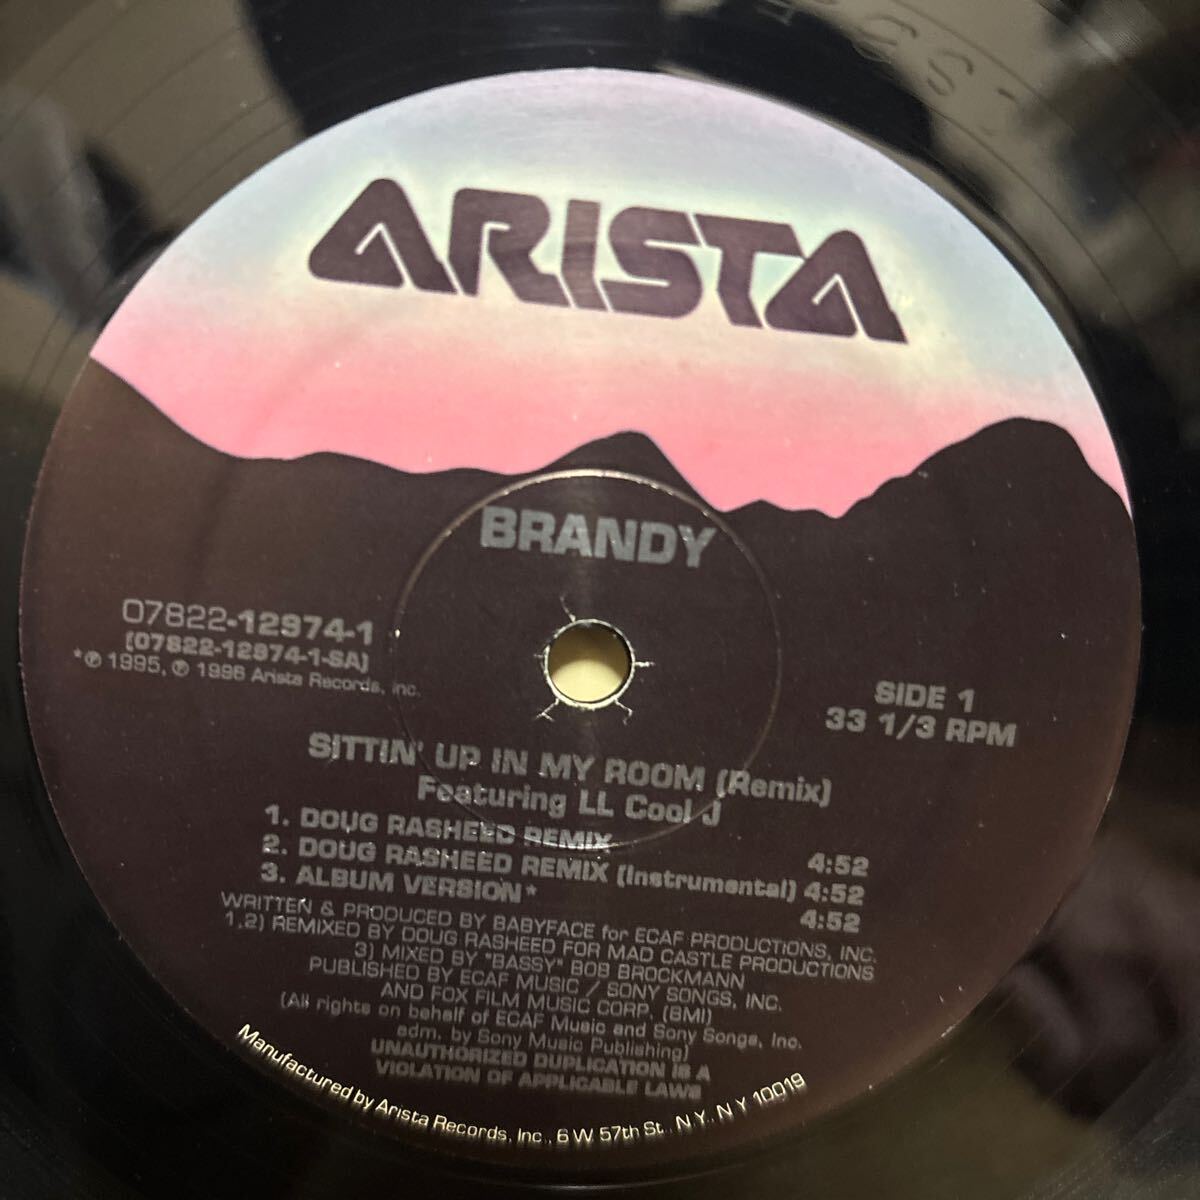 ARISTA
BRANDY
07822-12974-1
(07822-12974-1-SA)
*℗ 1995, ℗ 1996 Arista Records, Inc.
SIDE 1
33 1/3 RPM
SITTIN' UP IN MY ROOM (Remix)
Featuring LL Cool J
1. DOUG RASHEED REMIX 4:52
2. DOUG RASHEED REMIX (Instrumental) 4:52
3. ALBUM VERSION* 4:52
WRITTEN & PRODUCED BY BABYFACE for ECAF PRODUCTIONS, INC.
1,2) REMIXED BY DOUG RASHEED FOR MAD CASTLE PRODUCTIONS
3) MIXED BY "BASSY" BOB BROCKMANN
PUBLISHED BY ECAF MUSIC / SONY SONGS, INC.
AND FOX FILM MUSIC CORP. (BMI)
(All rights on behalf of ECAF Music and Sony Songs, Inc.
adm. by Sony Music Publishing)
UNAUTHORIZED DUPLICATION IS A
VIOLATION OF APPLICABLE LAWS
Manufactured by Arista Records, Inc., 6 W. 57th St., N.Y., N.Y. 10019